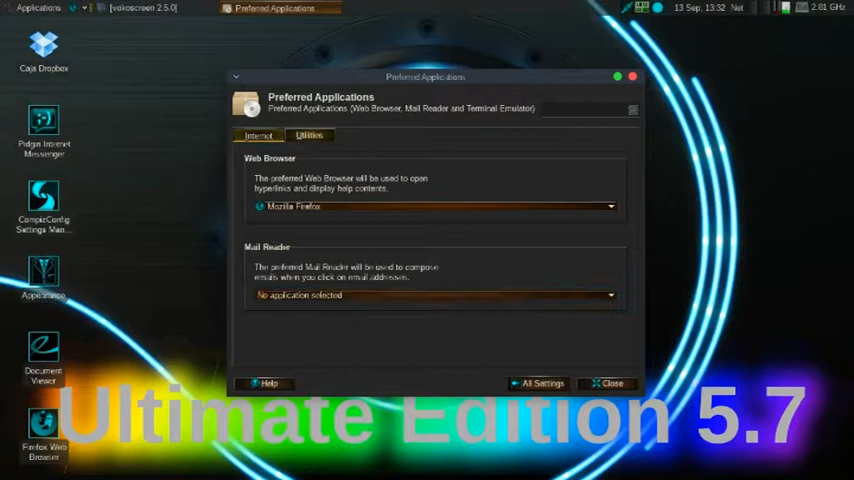 Applications
[vokoscreen 2.5.0]
Preferred Applications
13 Sep, 13:32 Net
2.81 GHz
Caja Dropbox
Pidgin Internet
Messenger
CompizConfig
Settings Man...
Appearance
Document
Viewer
Firefox Web
Browser
Preferred Applications
Preferred Applications
Preferred Applications (Web Browser, Mail Reader and Terminal Emulator)
Internet
Utilities
Web Browser
The preferred Web Browser will be used to open
hyperlinks and display help contents.
Mozilla Firefox
Mail Reader
The preferred Mail Reader will be used to compose
emails when you click on email addresses.
No application selected
Help
All Settings
Close
Ultimate Edition 5.7